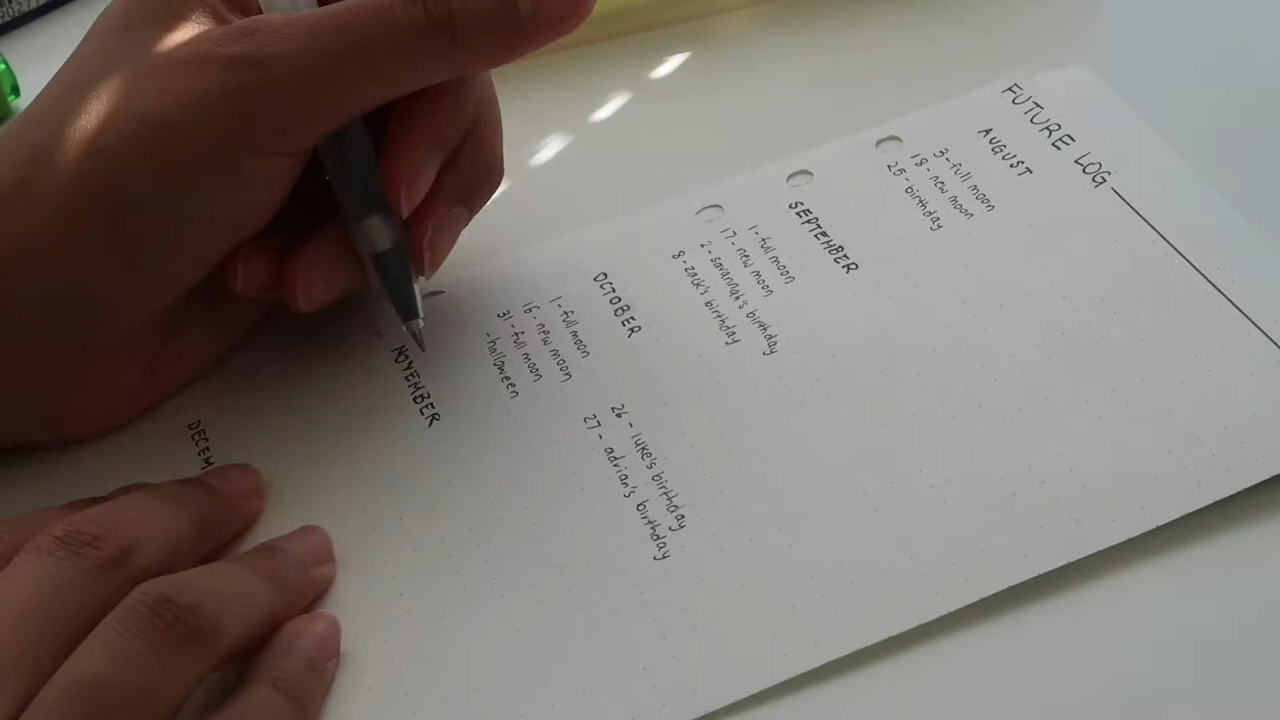 FUTURE LOG
AUGUST
3 - full moon
18 - new moon
25 - birthday
SEPTEMBER
1 - full moon
17 - new moon
2 - savannah's birthday
8 - zack's birthday
OCTOBER
1 - full moon
16 - new moon
31 - full moon
- halloween
26 - luke's birthday
27 - adrian's birthday
NOVEMBER
DECEM